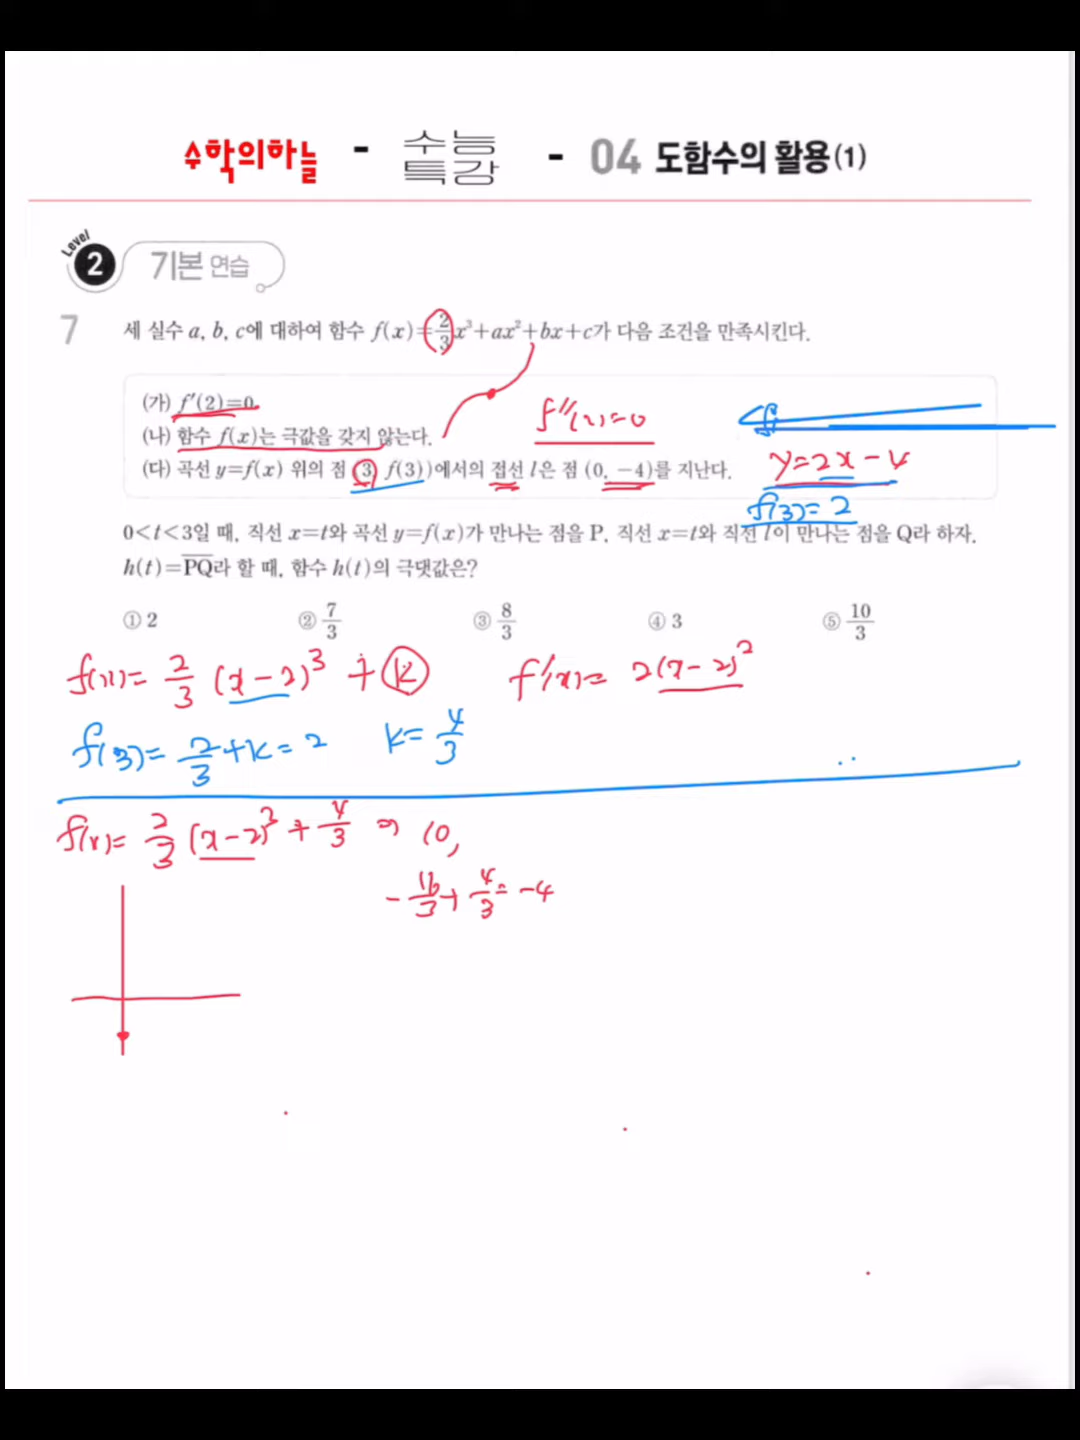 수학의하늘 - 수능특강 - 04 도함수의 활용(1)
Level 2 기본 연습
7 세 실수 a, b, c에 대하여 함수 f(x)=2/3x³+ax²+bx+c가 다음 조건을 만족시킨다.
(가) f′(2)=0
(나) 함수 f(x)는 극값을 갖지 않는다.
f″(2)=0
(다) 곡선 y=f(x) 위의 점 (3, f(3))에서의 접선 l은 점 (0, -4)를 지난다.
y=2x-4
f(3)=2
0<t<3일 때, 직선 x=t와 곡선 y=f(x)가 만나는 점을 P, 직선 x=t와 직선 l이 만나는 점을 Q라 하자.
h(t)=PQ라 할 때, 함수 h(t)의 극댓값은?
① 2 ② 7/3 ③ 8/3 ④ 3 ⑤ 10/3
f(x)= 2/3 (x-2)³ + k f′(x)= 2(x-2)²
f(3)= 2/3 +k = 2 k= 4/3
f(x)= 2/3 (x-2)³ + 4/3 ⇒ (0,
-16/3 + 4/3 = -4